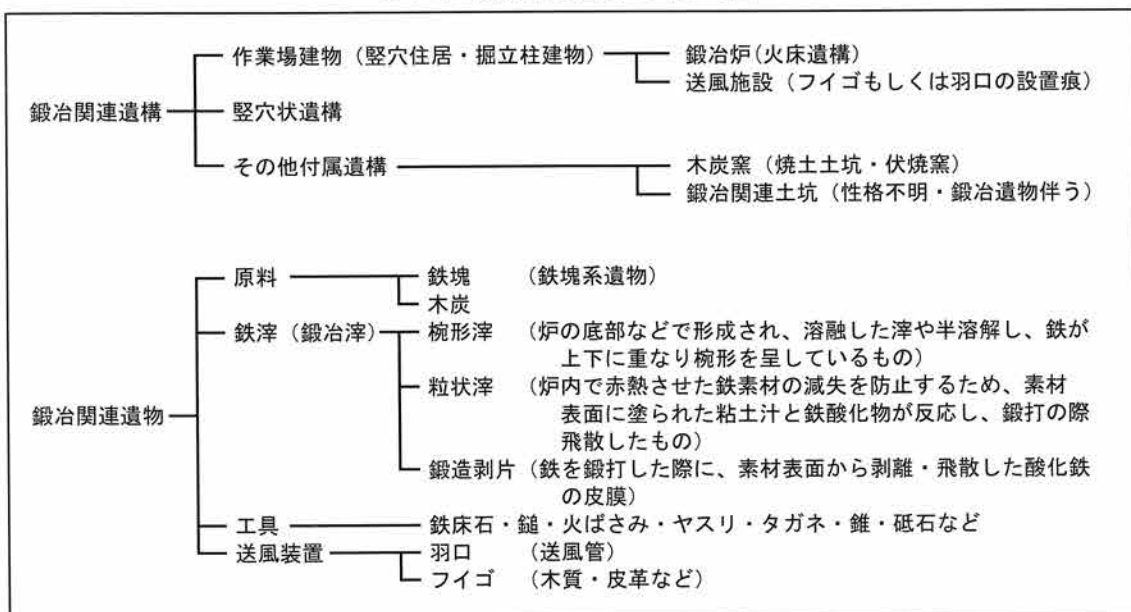 作業場建物(竪穴住居・掘立柱建物)
鍛冶炉(火床遺構)
送風施設(フイゴもしくは羽口の設置痕)
鍛冶関連遺構
竪穴状遺構
その他付属遺構
木炭窯(焼土土坑・伏焼窯)
鍛冶関連土坑(性格不明・鍛冶遺物伴う)
原料
鉄塊 (鉄塊系遺物)
木炭
鉄滓(鍛冶滓)
椀形滓 (炉の底部などで形成され、溶融した滓や半溶解し、鉄が
上下に重なり椀形を呈しているもの)
粒状滓 (炉内で赤熱させた鉄素材の減失を防止するため、素材
表面に塗られた粘土汁と鉄酸化物が反応し、鍛打の際
飛散したもの)
鍛冶関連遺物
鍛造剥片(鉄を鍛打した際に、素材表面から剥離・飛散した酸化鉄
の皮膜)
工具
鉄床石・鎚・火ばさみ・ヤスリ・タガネ・錐・砥石など
送風装置
羽口 (送風管)
フイゴ (木質・皮革など)